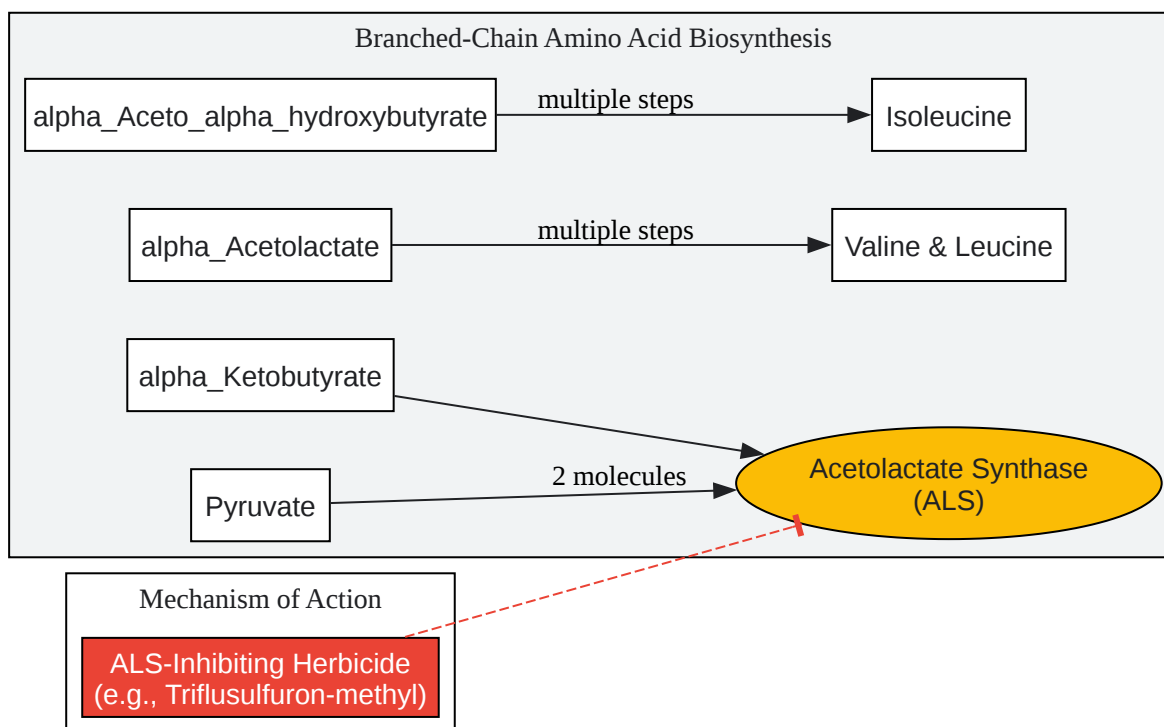 Branched-Chain Amino Acid Biosynthesis
alpha_Aceto_alpha_hydroxybutyrate
multiple steps
Isoleucine
alpha_Acetolactate
multiple steps
Valine & Leucine
alpha_Ketobutyrate
Pyruvate
2 molecules
Acetolactate Synthase
(ALS)
Mechanism of Action
ALS-Inhibiting Herbicide
(e.g., Triflusulfuron-methyl)